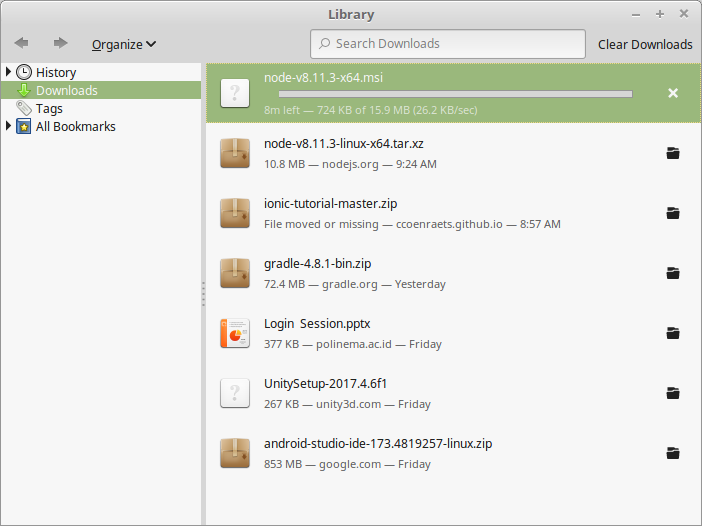 Library
Organize
Search Downloads
Clear Downloads
History
Downloads
Tags
All Bookmarks
node-v8.11.3-x64.msi
8m left — 724 KB of 15.9 MB (26.2 KB/sec)
node-v8.11.3-linux-x64.tar.xz
10.8 MB — nodejs.org — 9:24 AM
ionic-tutorial-master.zip
File moved or missing — ccoenraets.github.io — 8:57 AM
gradle-4.8.1-bin.zip
72.4 MB — gradle.org — Yesterday
Login  Session.pptx
377 KB — polinema.ac.id — Friday
UnitySetup-2017.4.6f1
267 KB — unity3d.com — Friday
android-studio-ide-173.4819257-linux.zip
853 MB — google.com — Friday